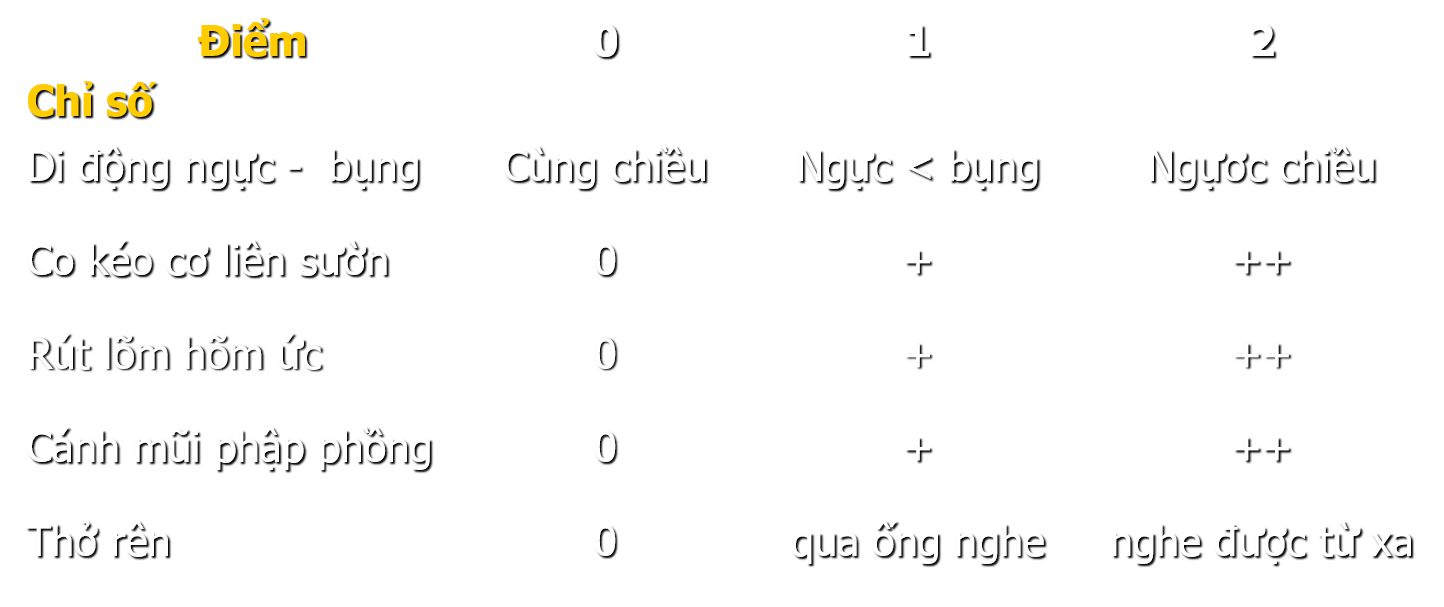 Điểm 0 1 2
Chỉ số
Di động ngực - bụng Cùng chiều Ngực < bụng Ngựơc chiều
Co kéo cơ liên sườn 0 + ++
Rút lõm hõm ức 0 + ++
Cánh mũi phập phồng 0 + ++
Thở rên 0 qua ống nghe nghe được từ xa